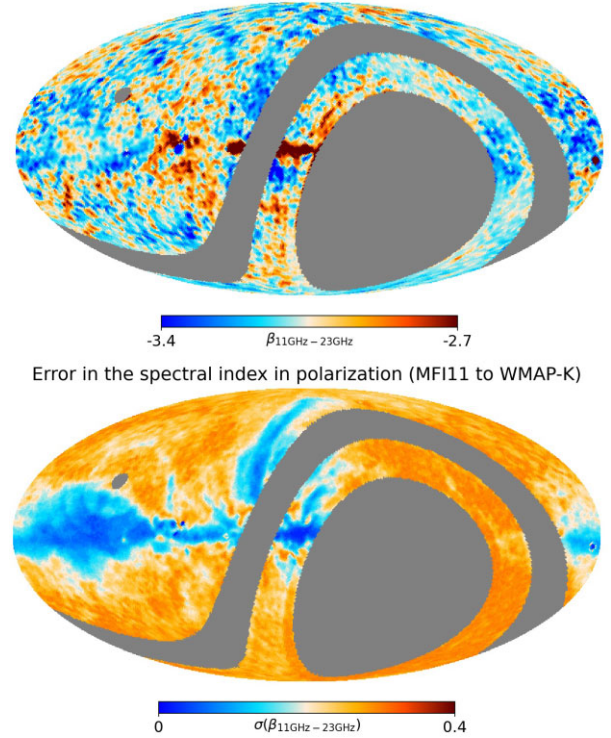 -3.4 β11GHz−23GHz -2.7
Error in the spectral index in polarization (MFI11 to WMAP-K)
0 σ(β11GHz−23GHz) 0.4